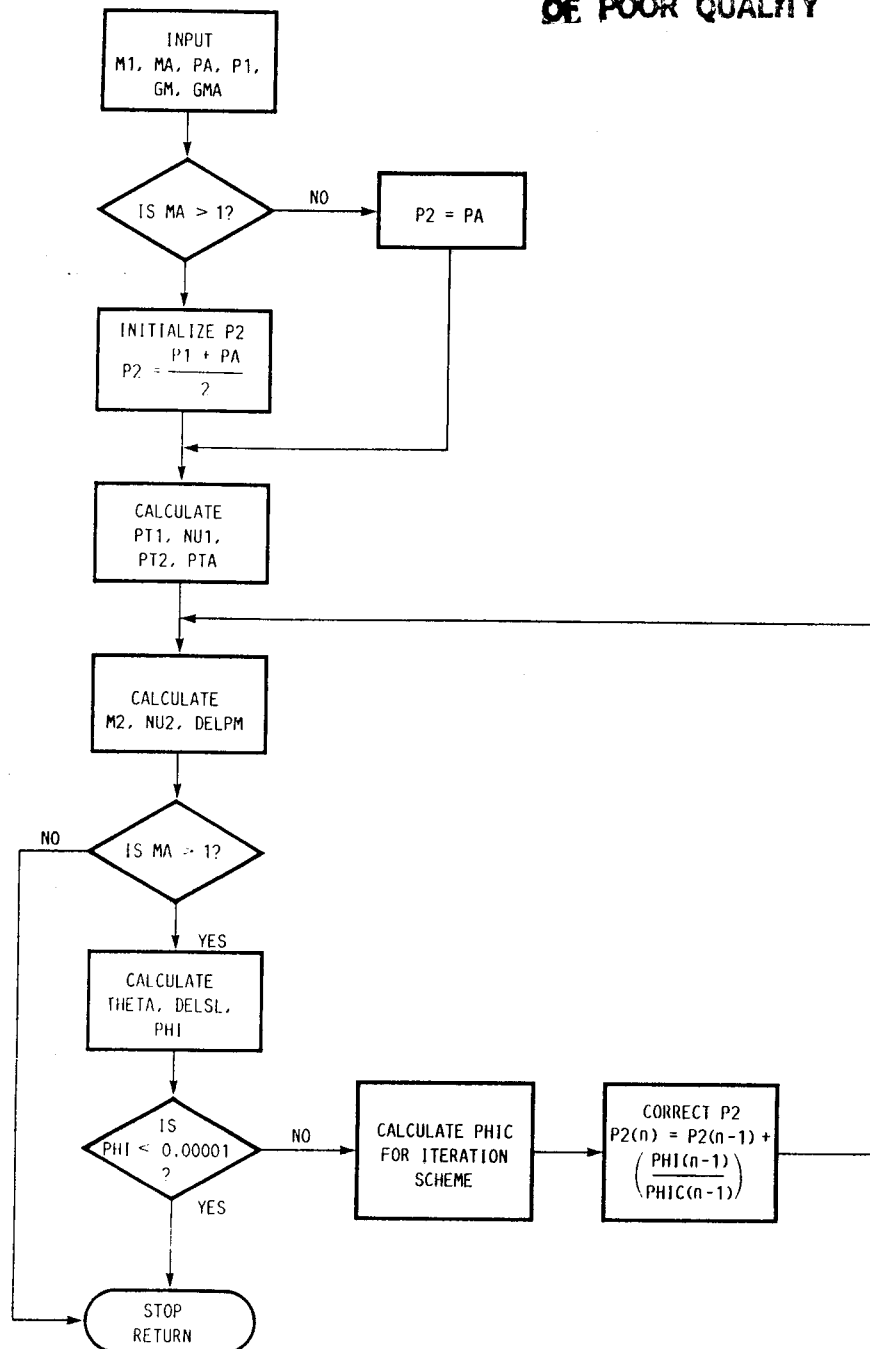 OF POOR QUALITY
INPUT
M1, MA, PA, P1,
GM, GMA
IS MA > 1?
NO
P2 = PA
INITIALIZE P2
P2 = P1 + PA
2
CALCULATE
PT1, NU1,
PT2, PTA
CALCULATE
M2, NU2, DELPM
NO
IS MA > 1?
YES
CALCULATE
THETA, DELSL,
PHI
IS
PHI < 0.00001
?
NO
YES
CALCULATE PHIC
FOR ITERATION
SCHEME
CORRECT P2
P2(n) = P2(n-1) +
(PHI(n-1)
PHIC(n-1))
STOP
RETURN